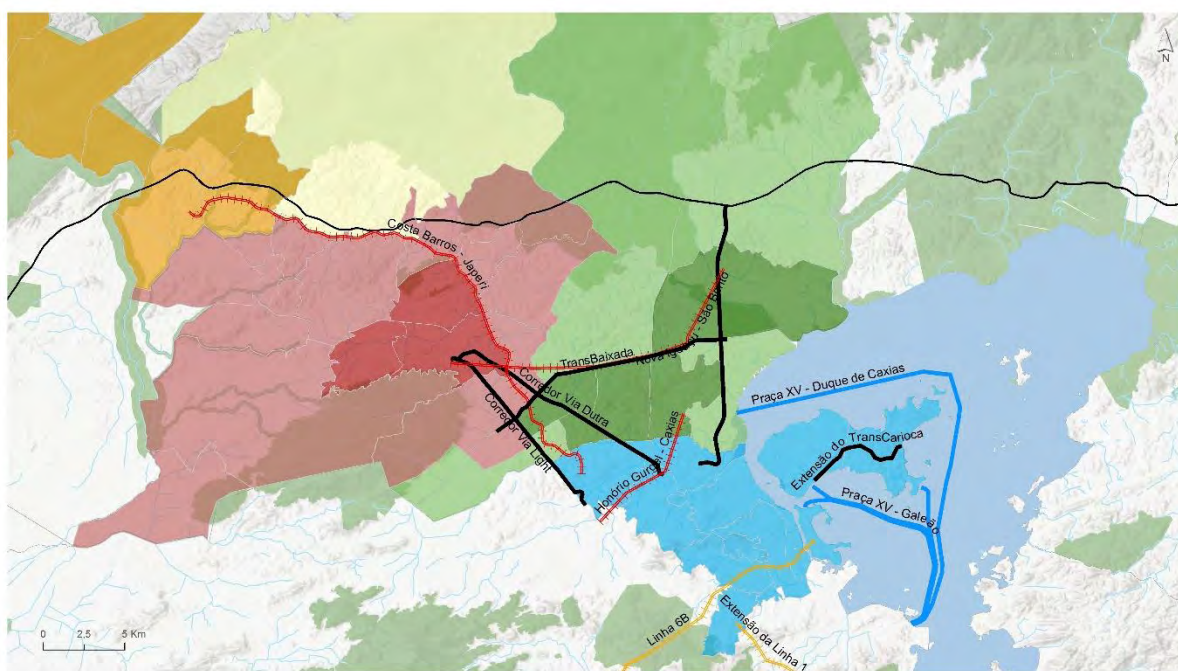 N
Costa Barros - Japeri
Nova Iguaçu - São Bento
TransBaixada
Corredor Via Dutra
Corredor Via Light
Honório Gurgel - Caxias
Praça XV - Duque de Caxias
Extensão do TransCarioca
Praça XV - Galeão
Linha 6B
Extensão da Linha 1
0 2.5 5 Km